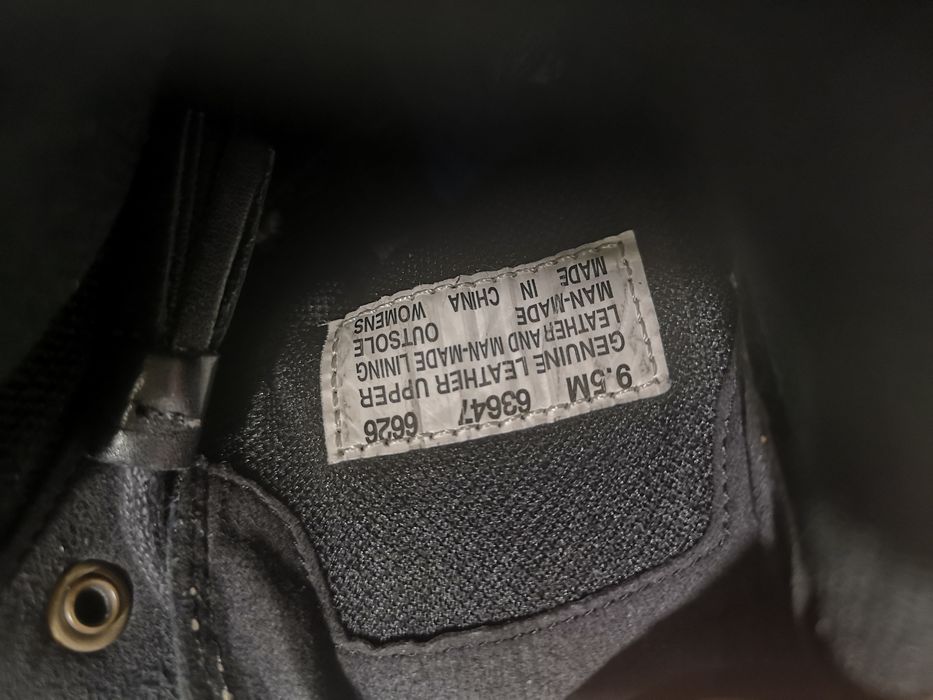 9.5M 63647 6626
GENUINE LEATHER UPPER
LEATHER AND MAN-MADE LINING
MAN-MADE OUTSOLE
MADE IN CHINA WOMENS